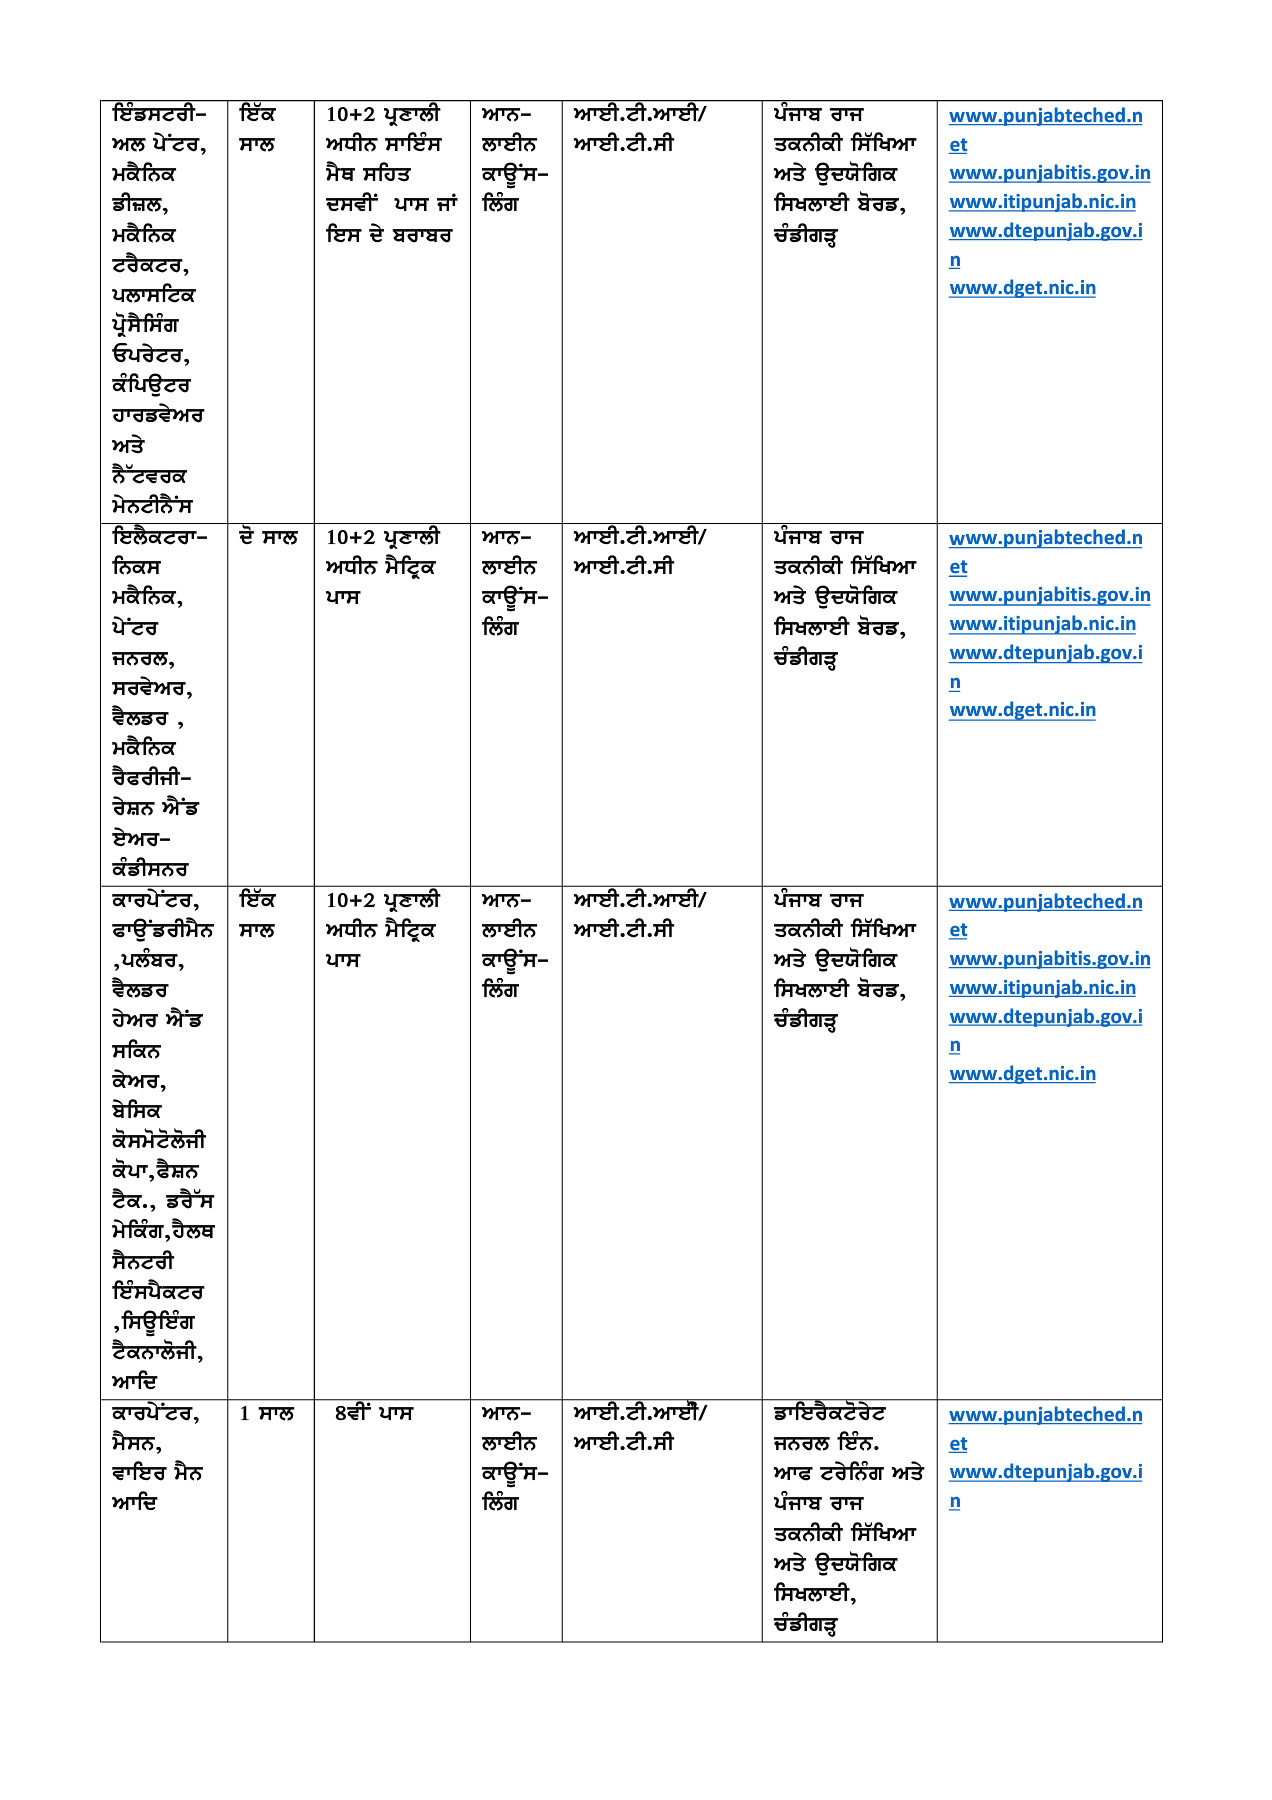 ਇੰਡਸਟਰੀ–
ਅਲ ਪੇਂਟਰ,
ਮਕੈਨਿਕ
ਡੀਜ਼ਲ,
ਮਕੈਨਿਕ
ਟਰੈਕਟਰ,
ਪਲਾਸਟਿਕ
ਪ੍ਰੋਸੈਸਿੰਗ
ਓਪਰੇਟਰ,
ਕੰਪਿਉਟਰ
ਹਾਰਡਵੇਅਰ
ਅਤੇ
ਨੈੱਟਵਰਕ
ਮੇਨਟੀਨੈਂਸ
ਇੱਕ
ਸਾਲ
10+2 ਪ੍ਰਣਾਲੀ
ਅਧੀਨ ਸਾਇੰਸ
ਮੈਥ ਸਹਿਤ
ਦਸਵੀਂ ਪਾਸ ਜਾਂ
ਇਸ ਦੇ ਬਰਾਬਰ
ਆਨ–
ਲਾਈਨ
ਕਾਊਂਸ–
ਲਿੰਗ
ਆਈ.ਟੀ.ਆਈ/
ਆਈ.ਟੀ.ਸੀ
ਪੰਜਾਬ ਰਾਜ
ਤਕਨੀਕੀ ਸਿੱਖਿਆ
ਅਤੇ ਉਦਯੋਗਿਕ
ਸਿਖਲਾਈ ਬੋਰਡ,
ਚੰਡੀਗੜ੍ਹ
www.punjabteched.n
et
www.punjabitis.gov.in
www.itipunjab.nic.in
www.dtepunjab.gov.i
n
www.dget.nic.in
ਇਲੈਕਟਰਾ–
ਨਿਕਸ
ਮਕੈਨਿਕ,
ਪੇਂਟਰ
ਜਨਰਲ,
ਸਰਵੇਅਰ,
ਵੈਲਡਰ ,
ਮਕੈਨਿਕ
ਰੈਫਰੀਜੀ–
ਰੇਸ਼ਨ ਐਂਡ
ਏਅਰ–
ਕੰਡੀਸਨਰ
ਦੋ ਸਾਲ
10+2 ਪ੍ਰਣਾਲੀ
ਅਧੀਨ ਮੈਟ੍ਰਿਕ
ਪਾਸ
ਆਨ–
ਲਾਈਨ
ਕਾਊਂਸ–
ਲਿੰਗ
ਆਈ.ਟੀ.ਆਈ/
ਆਈ.ਟੀ.ਸੀ
ਪੰਜਾਬ ਰਾਜ
ਤਕਨੀਕੀ ਸਿੱਖਿਆ
ਅਤੇ ਉਦਯੋਗਿਕ
ਸਿਖਲਾਈ ਬੋਰਡ,
ਚੰਡੀਗੜ੍ਹ
www.punjabteched.n
et
www.punjabitis.gov.in
www.itipunjab.nic.in
www.dtepunjab.gov.i
n
www.dget.nic.in
ਕਾਰਪੇਂਟਰ,
ਫਾਉਂਡਰੀਮੈਨ
,ਪਲੰਬਰ,
ਵੈਲਡਰ
ਹੇਅਰ ਐਂਡ
ਸਕਿਨ
ਕੇਅਰ,
ਬੇਸਿਕ
ਕੋਸਮੋਟੋਲੋਜੀ
ਕੋਪਾ,ਫੈਸ਼ਨ
ਟੈਕ., ਡਰੈੱਸ
ਮੇਕਿੰਗ,ਹੈਲਥ
ਸੈਨਟਰੀ
ਇੰਸਪੈਕਟਰ
,ਸਿਊਇੰਗ
ਟੈਕਨਾਲੋਜੀ,
ਆਦਿ
ਇੱਕ
ਸਾਲ
10+2 ਪ੍ਰਣਾਲੀ
ਅਧੀਨ ਮੈਟ੍ਰਿਕ
ਪਾਸ
ਆਨ–
ਲਾਈਨ
ਕਾਊਂਸ–
ਲਿੰਗ
ਆਈ.ਟੀ.ਆਈ/
ਆਈ.ਟੀ.ਸੀ
ਪੰਜਾਬ ਰਾਜ
ਤਕਨੀਕੀ ਸਿੱਖਿਆ
ਅਤੇ ਉਦਯੋਗਿਕ
ਸਿਖਲਾਈ ਬੋਰਡ,
ਚੰਡੀਗੜ੍ਹ
www.punjabteched.n
et
www.punjabitis.gov.in
www.itipunjab.nic.in
www.dtepunjab.gov.i
n
www.dget.nic.in
ਕਾਰਪੇਂਟਰ,
ਮੈਸਨ,
ਵਾਇਰ ਮੈਨ
ਆਦਿ
1 ਸਾਲ
8ਵੀਂ ਪਾਸ
ਆਨ–
ਲਾਈਨ
ਕਾਊਂਸ–
ਲਿੰਗ
ਆਈ.ਟੀ.ਆਈੋ/
ਆਈ.ਟੀ.ਸੀ
ਡਾਇਰੈਕਟੋਰੇਟ
ਜਨਰਲ ਇੰਨ.
ਆਫ ਟਰੇਨਿੰਗ ਅਤੇ
ਪੰਜਾਬ ਰਾਜ
ਤਕਨੀਕੀ ਸਿੱਖਿਆ
ਅਤੇ ਉਦਯੋਗਿਕ
ਸਿਖਲਾਈ,
ਚੰਡੀਗੜ੍ਹ
www.punjabteched.n
et
www.dtepunjab.gov.i
n